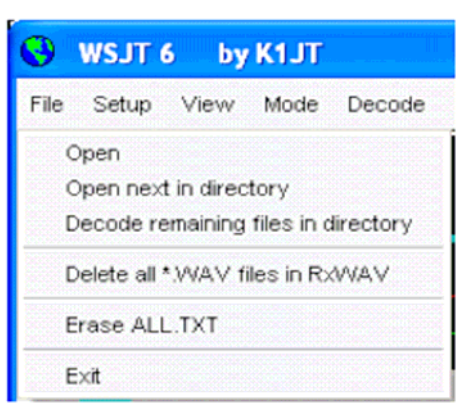 WSJT 6 by K1JT
File Setup View Mode Decode
Open
Open next in directory
Decode remaining files in directory
Delete all *.WAV files in RxWAV
Erase ALL.TXT
Exit